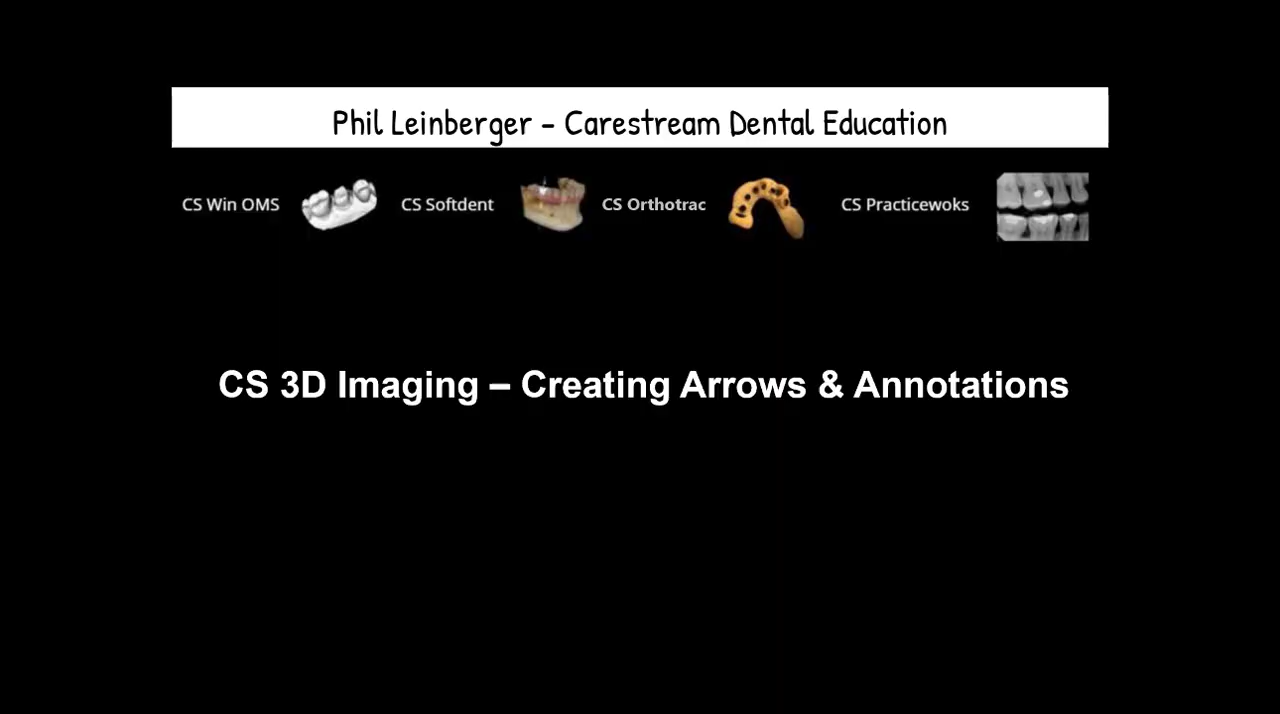 Phil Leinberger - Carestream Dental Education
CS Win OMS CS Softdent CS Orthotrac CS Practicewoks
CS 3D Imaging – Creating Arrows & Annotations